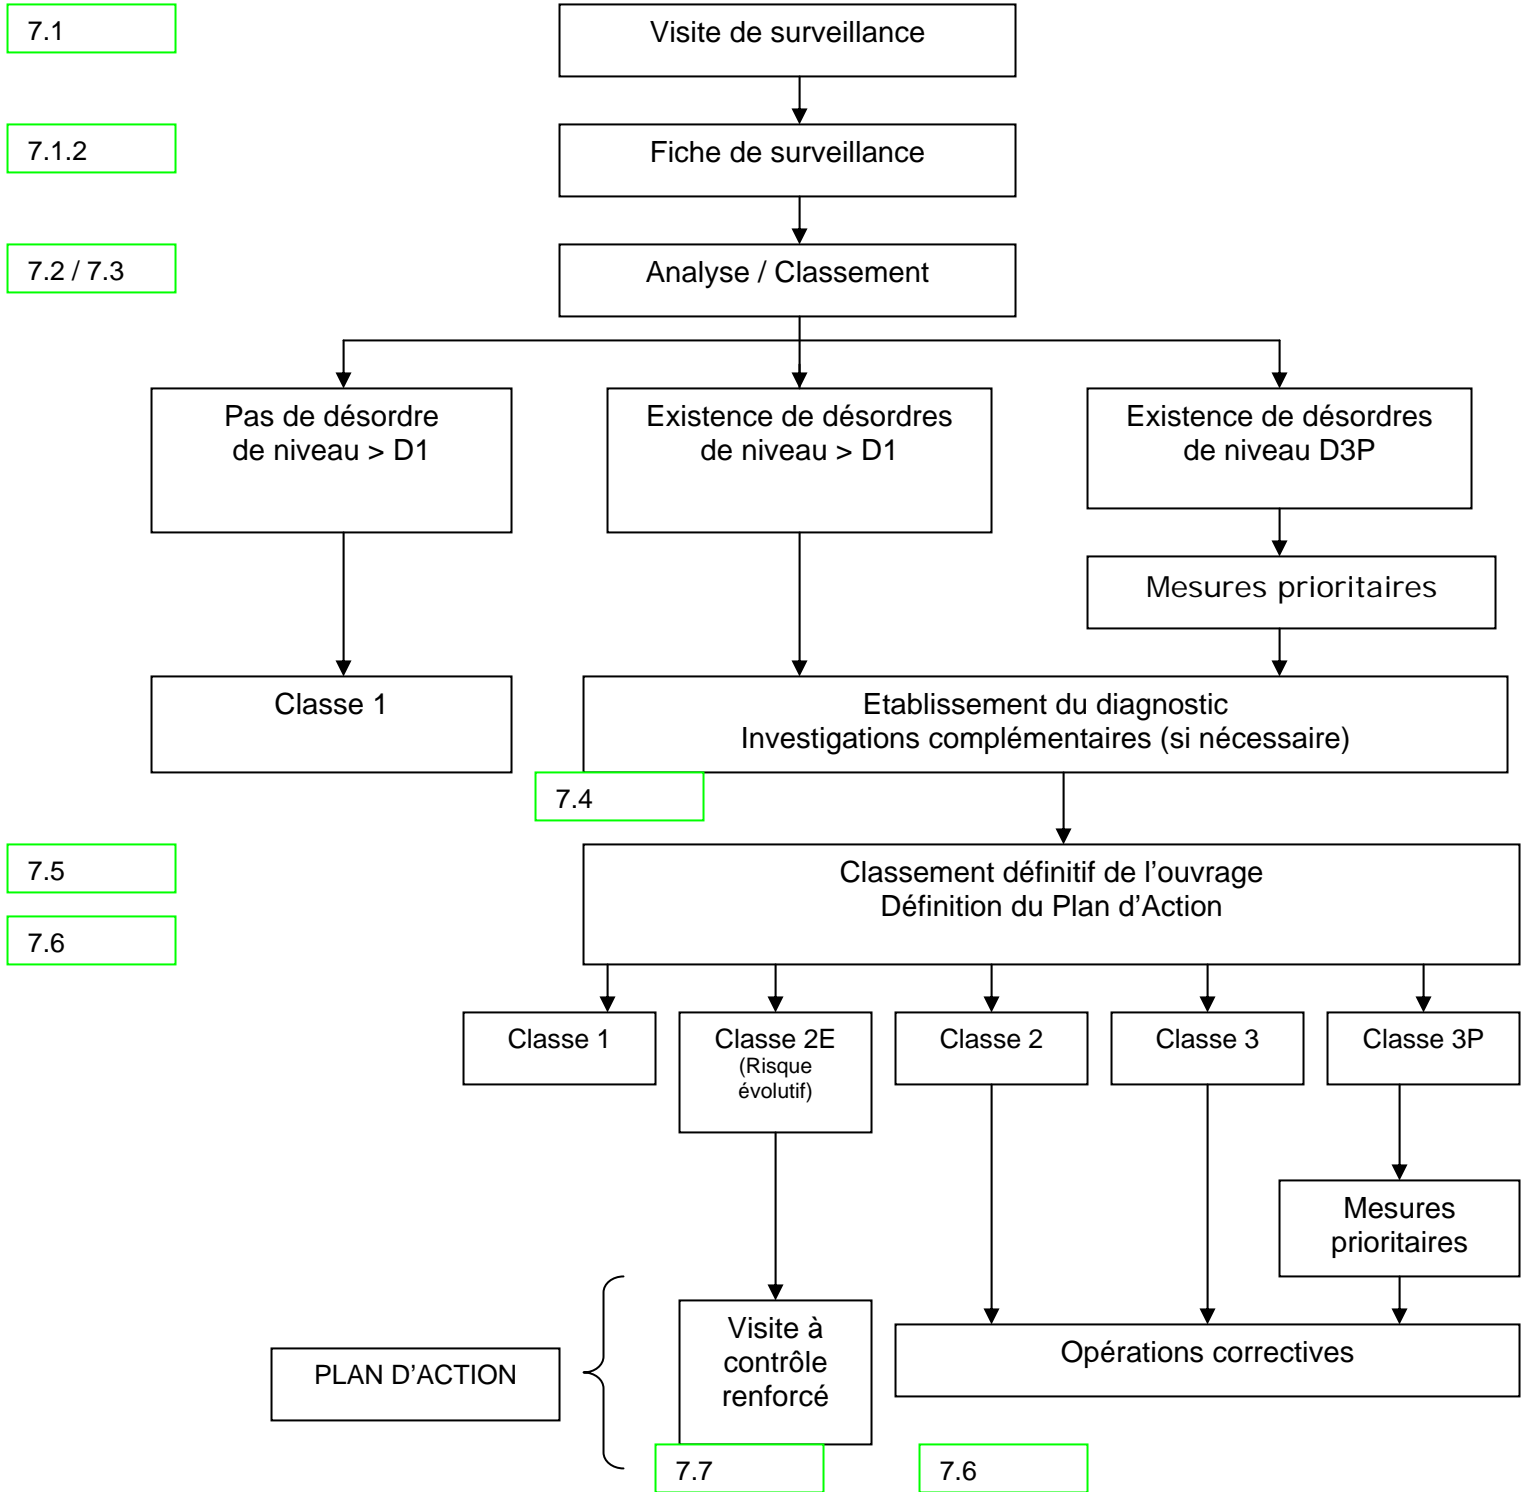 7.1
Visite de surveillance
7.1.2
Fiche de surveillance
7.2 / 7.3
Analyse / Classement
Pas de désordre
de niveau > D1
Existence de désordres
de niveau > D1
Existence de désordres
de niveau D3P
Mesures prioritaires
Classe 1
Etablissement du diagnostic
Investigations complémentaires (si nécessaire)
7.4
7.5
Classement définitif de l’ouvrage
Définition du Plan d’Action
7.6
Classe 1
Classe 2E
(Risque
évolutif)
Classe 2
Classe 3
Classe 3P
Mesures
prioritaires
PLAN D’ACTION
Visite à
contrôle
renforcé
Opérations correctives
7.7
7.6